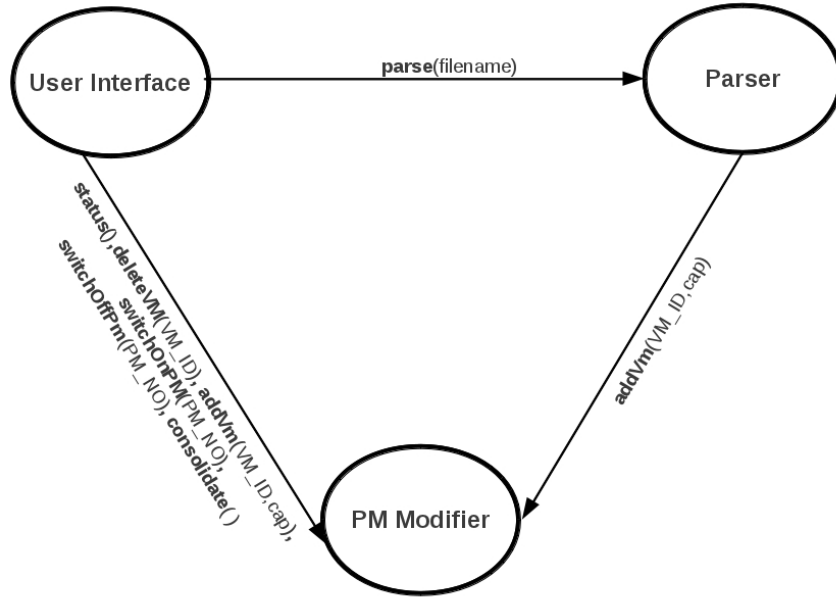 User Interface
parse(filename)
Parser
status(),deleteVM(VM_ID), addVm(VM_ID,cap),
switchOnPM(PM_NO),
switchOffPm(PM_NO), consolidate()
addVm(VM_ID,cap)
PM Modifier